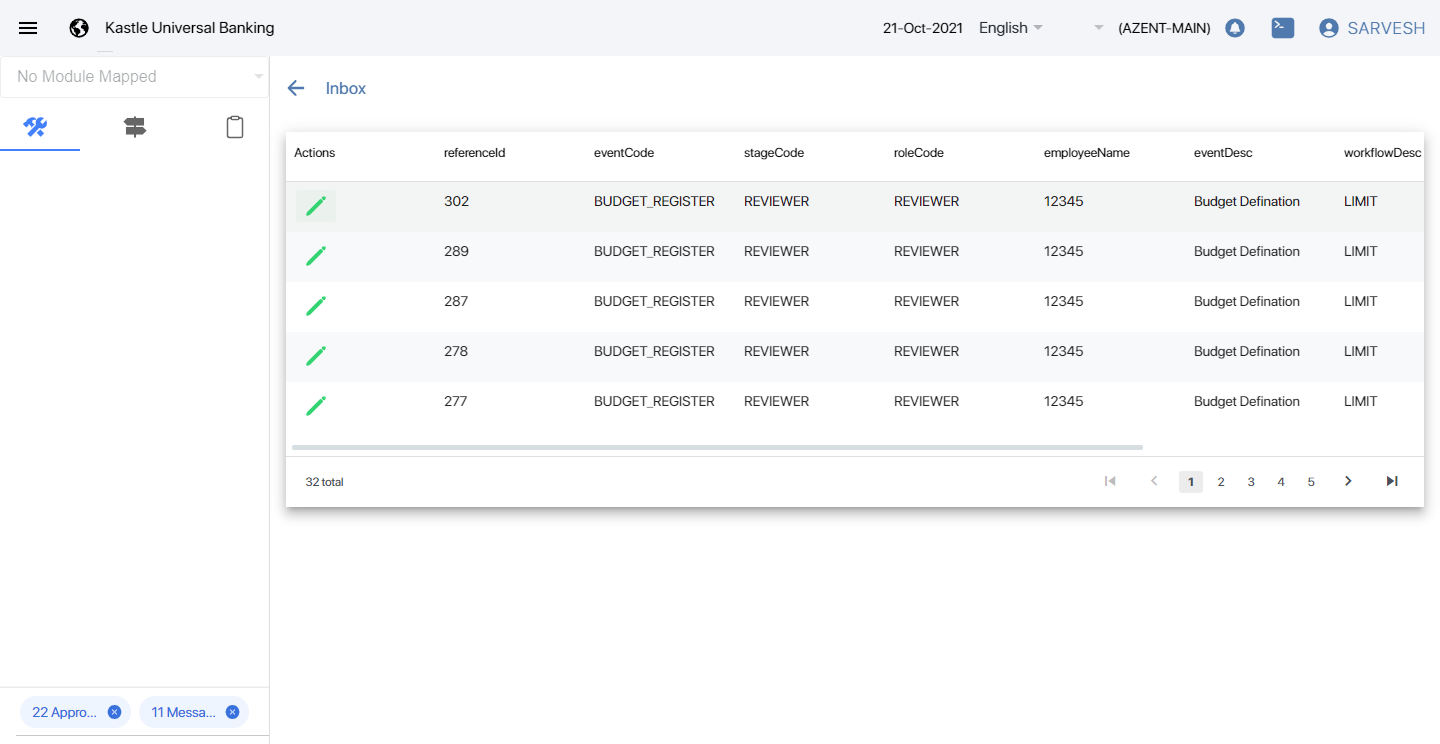 Kastle Universal Banking 21-Oct-2021 English (AZENT-MAIN) SARVESH
No Module Mapped
Inbox
Actions referenceId eventCode stageCode roleCode employeeName eventDesc workflowDesc
302 BUDGET_REGISTER REVIEWER REVIEWER 12345 Budget Defination LIMIT
289 BUDGET_REGISTER REVIEWER REVIEWER 12345 Budget Defination LIMIT
287 BUDGET_REGISTER REVIEWER REVIEWER 12345 Budget Defination LIMIT
278 BUDGET_REGISTER REVIEWER REVIEWER 12345 Budget Defination LIMIT
277 BUDGET_REGISTER REVIEWER REVIEWER 12345 Budget Defination LIMIT
32 total 1 2 3 4 5
22 Appro... 11 Messa...